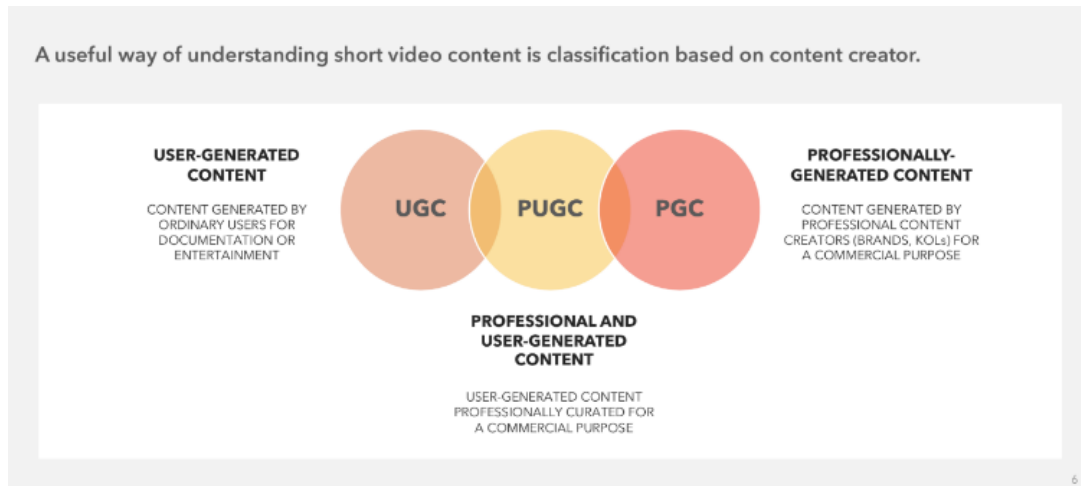 A useful way of understanding short video content is classification based on content creator.
USER-GENERATED
CONTENT
CONTENT GENERATED BY
ORDINARY USERS FOR
DOCUMENTATION OR
ENTERTAINMENT
UGC
PUGC
PGC
PROFESSIONALLY-
GENERATED CONTENT
CONTENT GENERATED BY
PROFESSIONAL CONTENT
CREATORS (BRANDS, KOLs) FOR
A COMMERCIAL PURPOSE
PROFESSIONAL AND
USER-GENERATED
CONTENT
USER-GENERATED CONTENT
PROFESSIONALLY CURATED FOR
A COMMERCIAL PURPOSE
6